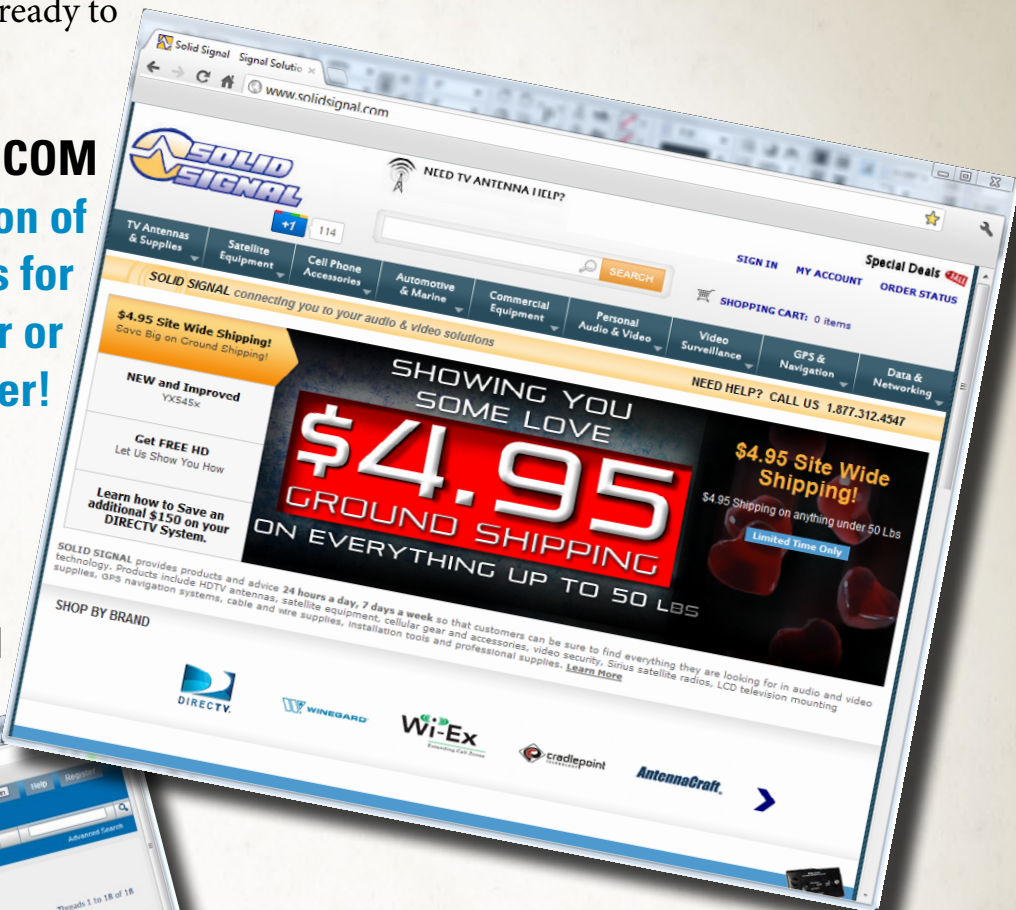 ready to
.COM
on of
s for
r or
er!
Solid Signal Signal Solutio
www.solidsignal.com
SOLID
SIGNAL
NEED TV ANTENNA HELP?
+1 114
SEARCH
Special Deals
SIGN IN MY ACCOUNT ORDER STATUS
SHOPPING CART: 0 items
TV Antennas
& Supplies
Satellite
Equipment
Cell Phone
Accessories
Automotive
& Marine
Commercial
Equipment
Personal
Audio & Video
Video
Surveillance
GPS &
Navigation
Data &
Networking
SOLID SIGNAL connecting you to your audio & video solutions
NEED HELP? CALL US 1.877.312.4547
$4.95 Site Wide Shipping!
Save Big on Ground Shipping!
NEW and Improved
YX545x
Get FREE HD
Let Us Show You How
Learn how to Save an
additional $150 on your
DIRECTV System.
SHOWING YOU
SOME LOVE
$4.95
GROUND SHIPPING
ON EVERYTHING UP TO 50 LBS
$4.95 Site Wide
Shipping!
$4.95 Shipping on anything under 50 Lbs
Limited Time Only
SOLID SIGNAL provides products and advice 24 hours a day, 7 days a week so that customers can be sure to find everything they are looking for in audio and video
technology. Products include HDTV antennas, satellite equipment, cellular gear and accessories, video security, Sirius satellite radios, LCD television mounting
supplies, GPS navigation systems, cable and wire supplies, installation tools and professional supplies. Learn More
SHOP BY BRAND
DIRECTV
WINEGARD
Wi-Ex
Extending Cell Zones
cradlepoint
TECHNOLOGY
AntennaCraft
Help Register
Advanced Search
Threads 1 to 18 of 18